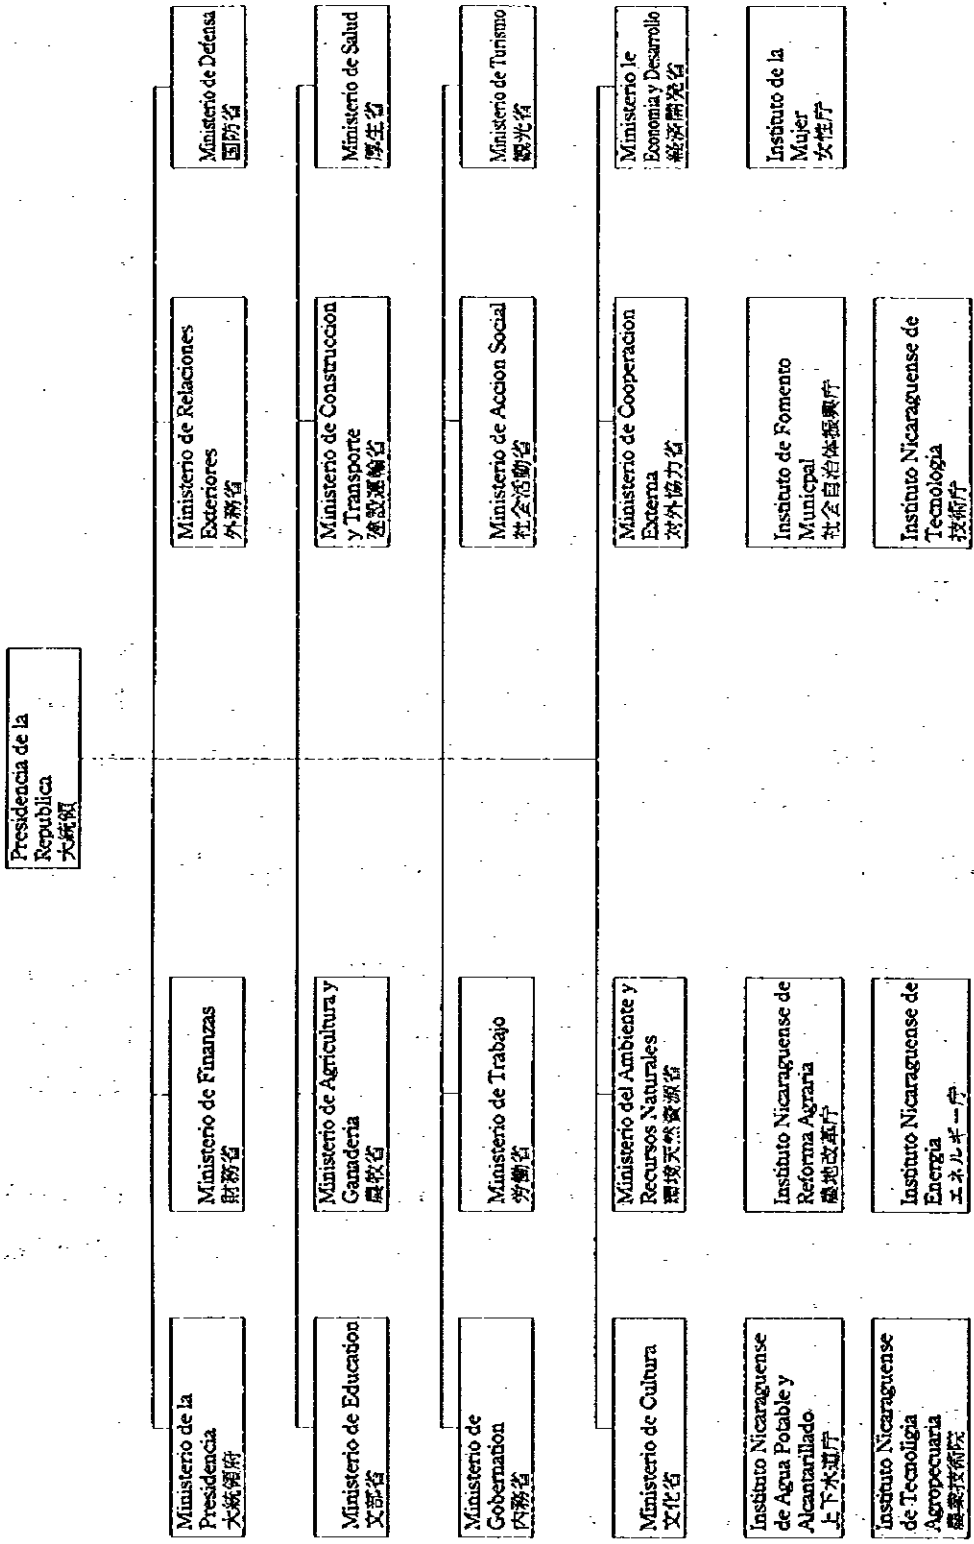 Presidencia de la
Republica
大統領
Ministerio de la
Presidencia
大統領府
Ministerio de Finanzas
財務省
Ministerio de Relaciones
Exteriores
外務省
Ministerio de Defensa
国防省
Ministerio de Education
文部省
Ministerio de Agricultura y
Ganaderia
農牧省
Ministerio de Construccion
y Transporte
建設運輸省
Ministerio de Salud
厚生省
Ministerio de
Gobernation
内務省
Ministerio de Trabajo
労働省
Ministerio de Accion Social
社会活動省
Ministerio de Turismo
観光省
Ministerio de Cultura
文化省
Ministerio del Ambiente y
Recursos Naturales
環境天然資源省
Ministerio de Cooperacion
Externa
対外協力省
Ministerio le
Economia y Desarrollo
経済開発省
Instituto Nicaraguense
de Agua Potable y
Alcantarillado
上下水道庁
Instituto Nicaraguense de
Reforma Agraria
農地改革庁
Instituto de Fomento
Municpal
社会自治体振興庁
Instituto de la
Mujer
女性庁
Instituto Nicaraguense
de Tecnoligia
Agropecuaria
農業技術院
Instituto Nicaraguense de
Energia
エネルギー庁
Instituto Nicaraguense de
Tecnologia
技術庁